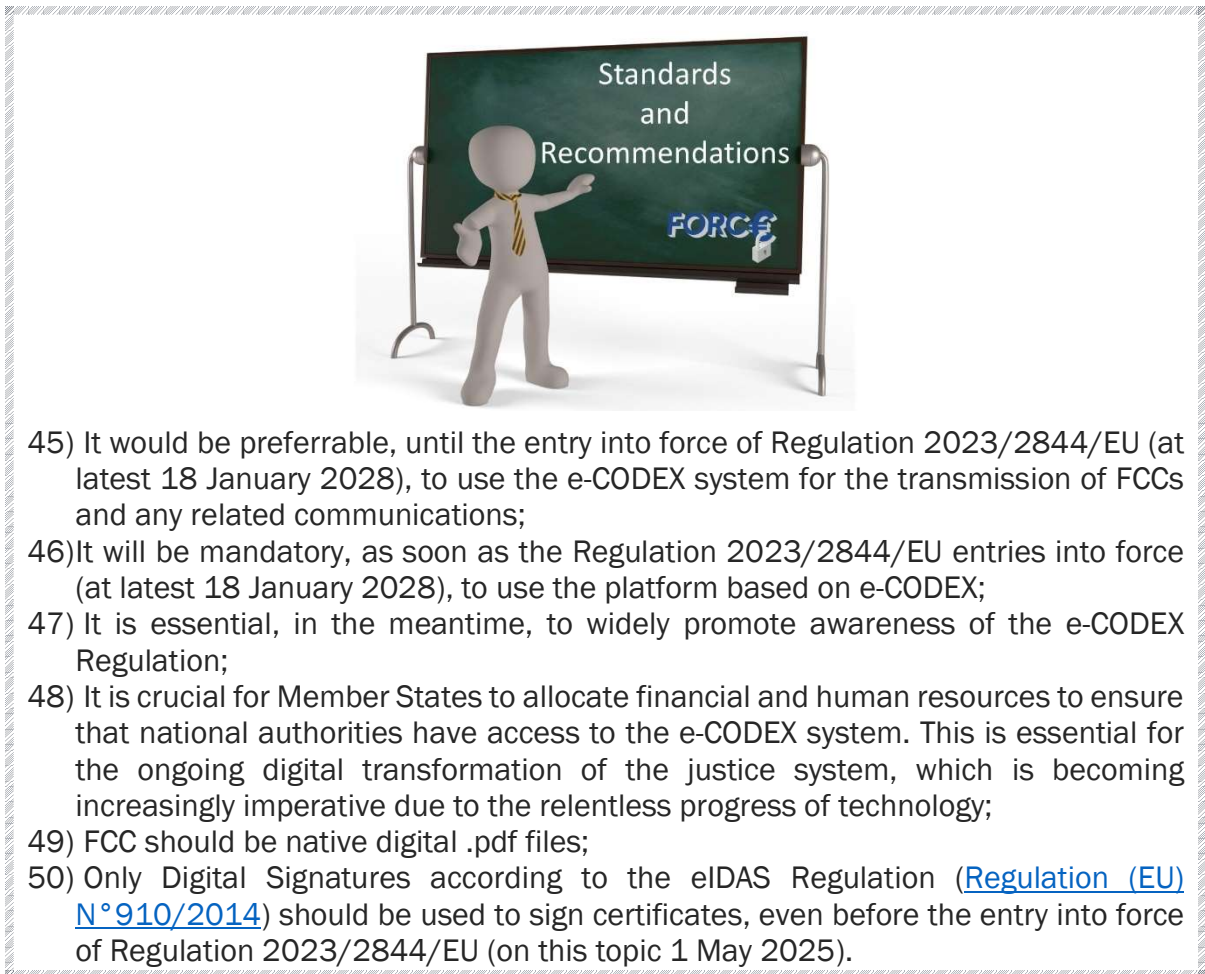 Standards
and
Recommendations
FORC€
45) It would be preferrable, until the entry into force of Regulation 2023/2844/EU (at
latest 18 January 2028), to use the e-CODEX system for the transmission of FCCs
and any related communications;
46)It will be mandatory, as soon as the Regulation 2023/2844/EU entries into force
(at latest 18 January 2028), to use the platform based on e-CODEX;
47) It is essential, in the meantime, to widely promote awareness of the e-CODEX
Regulation;
48) It is crucial for Member States to allocate financial and human resources to ensure
that national authorities have access to the e-CODEX system. This is essential for
the ongoing digital transformation of the justice system, which is becoming
increasingly imperative due to the relentless progress of technology;
49) FCC should be native digital .pdf files;
50) Only Digital Signatures according to the eIDAS Regulation (Regulation (EU)
N°910/2014) should be used to sign certificates, even before the entry into force
of Regulation 2023/2844/EU (on this topic 1 May 2025).